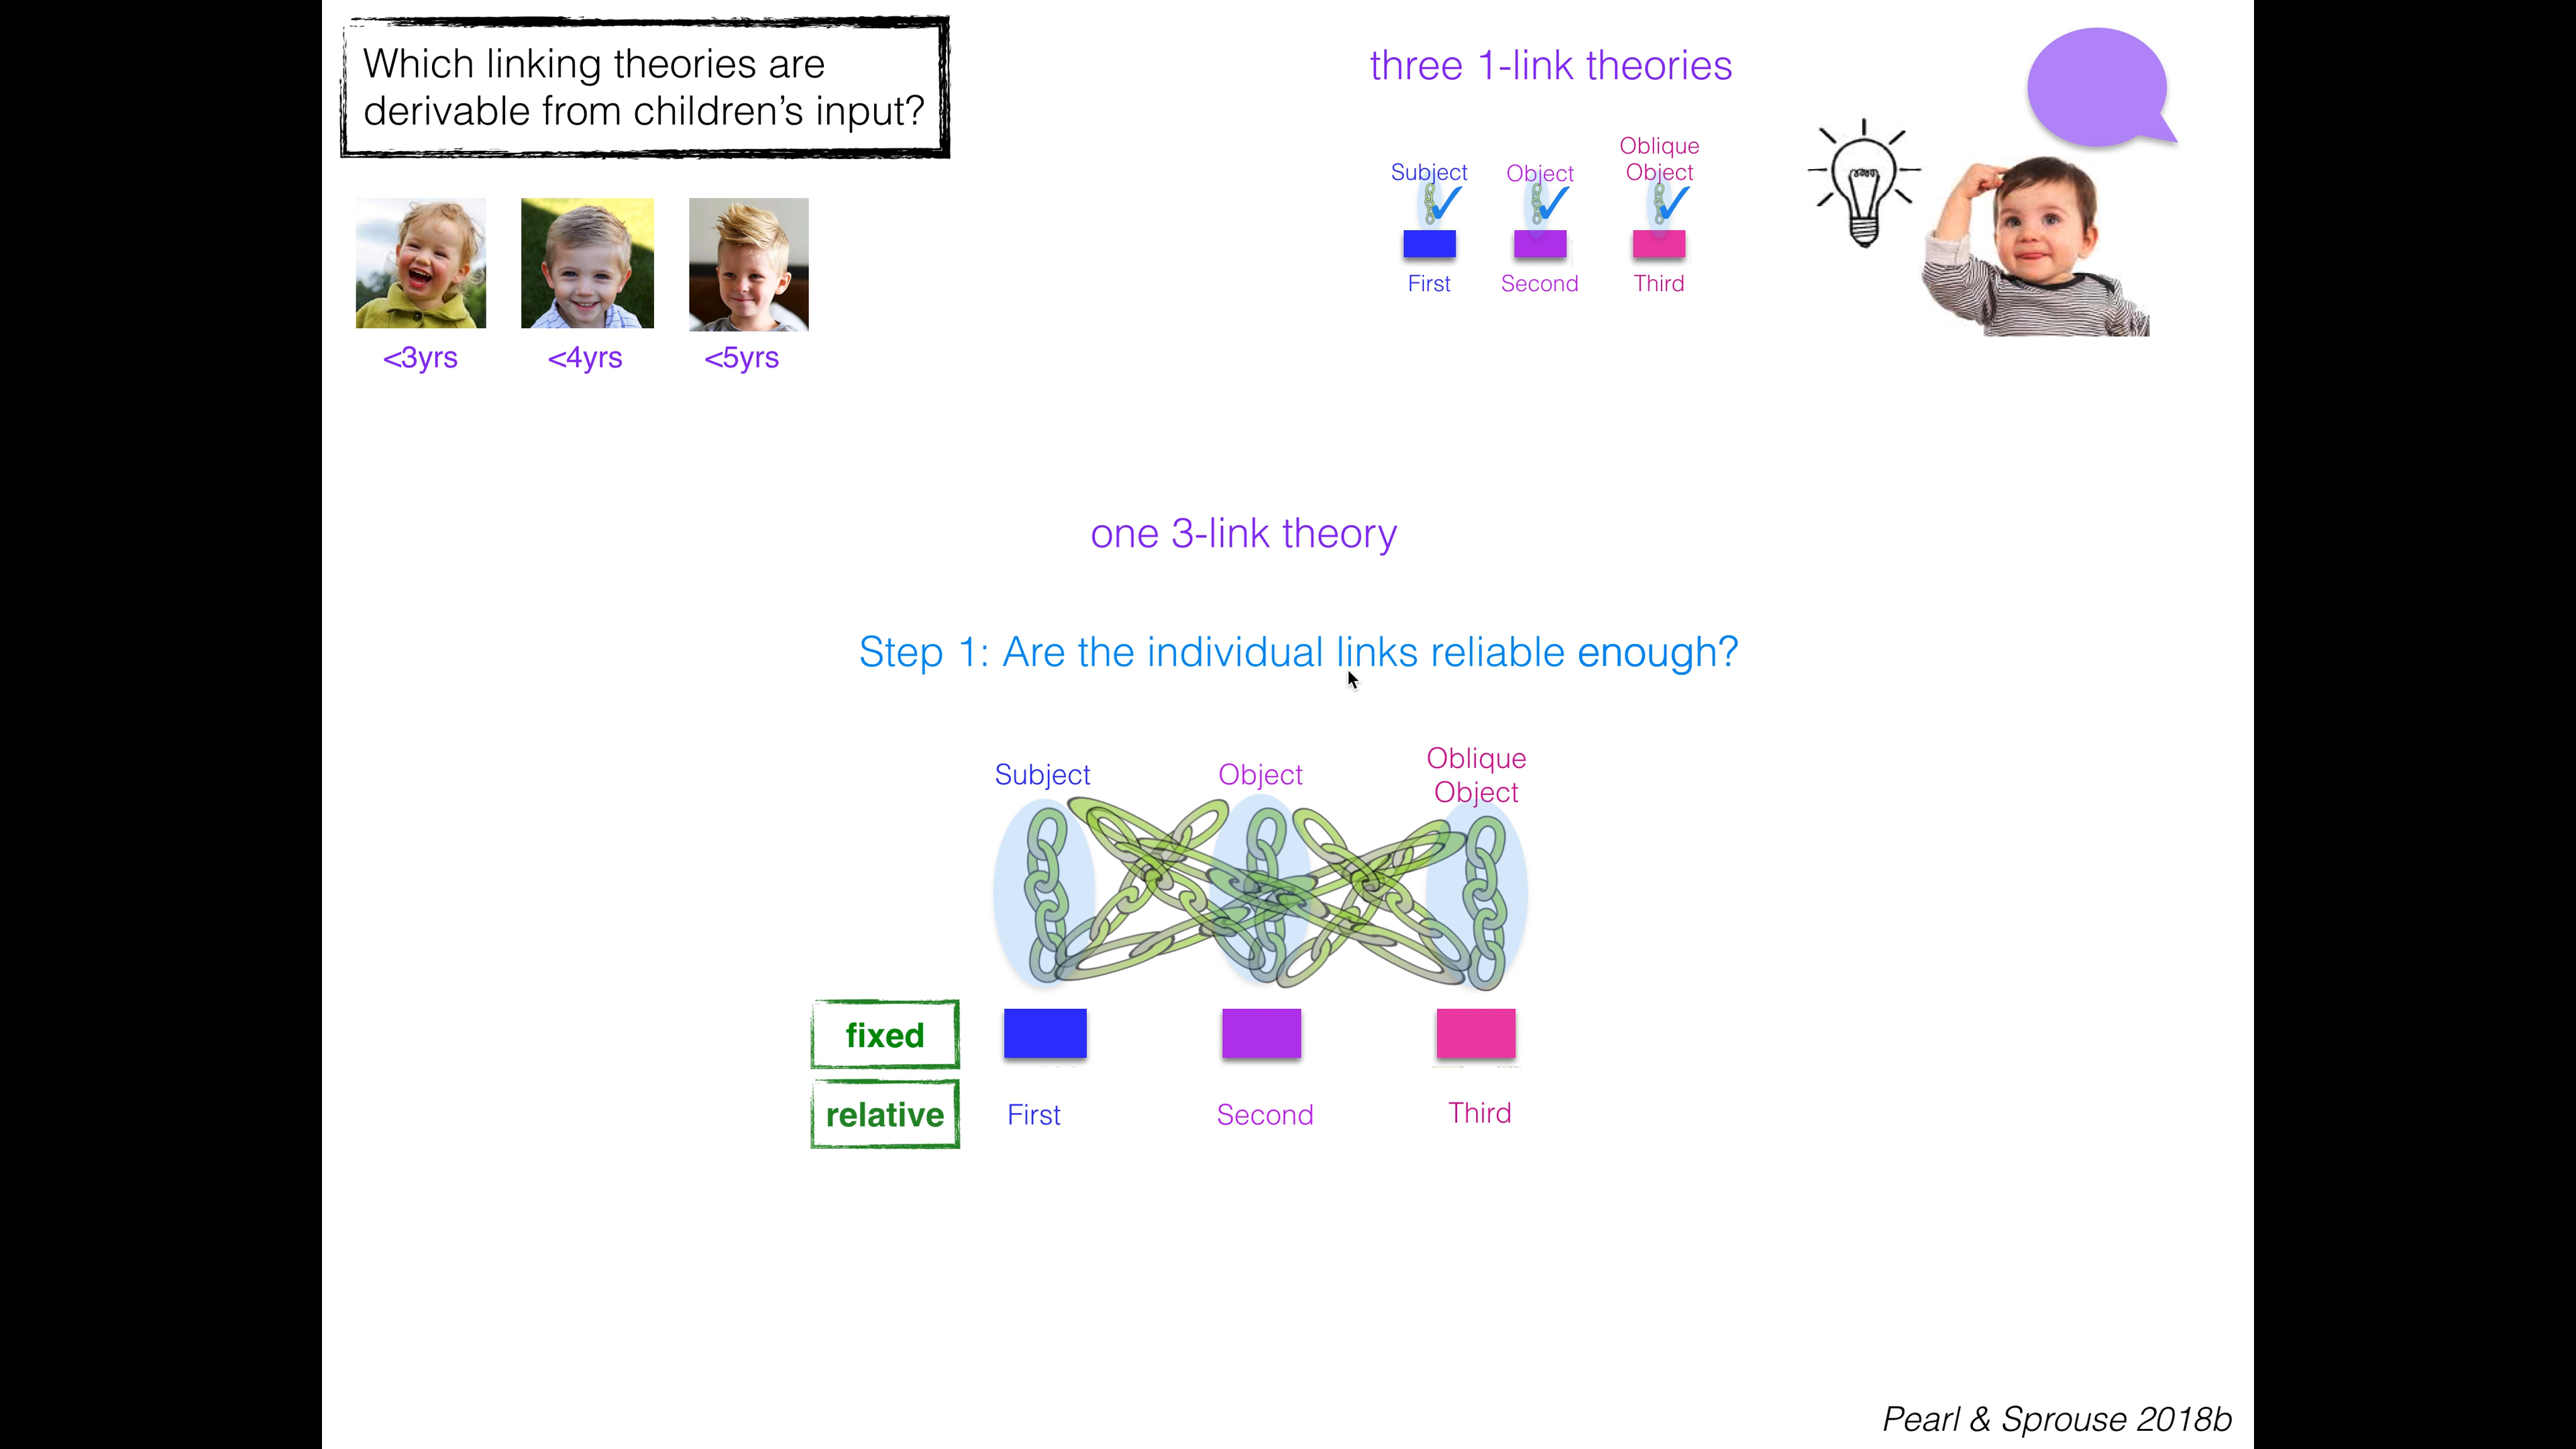 Which linking theories are
derivable from children's input?
three 1-link theories
Subject Object Oblique Object
First Second Third
<3yrs <4yrs <5yrs
one 3-link theory
Step 1: Are the individual links reliable enough?
Subject Object Oblique Object
fixed
relative First Second Third
Pearl & Sprouse 2018b